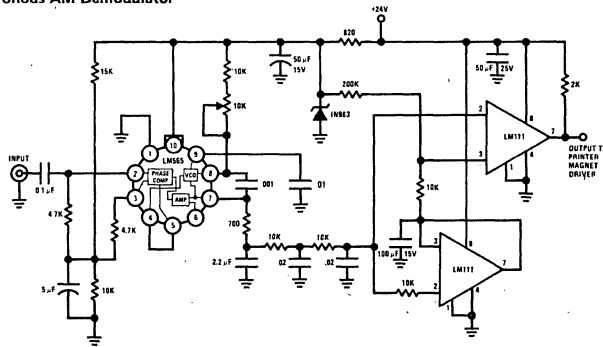 ronous AM Demodulator
+24V
820
50 µF
15V
50 µF
25V
15K
10K
10K
200K
2K
IN963
2
8
LM111
7
3
1
4
OUTPUT T
PRINTER
MAGNET
DRIVER
INPUT
0 1 µF
1
10
9
LM565
2
PHASE
COMP
VCO
8
3
AMP
7
4
5
6
4.7K
4.7K
001
01
700
10K
10K
10K
2.2 µF
02
.02
100 µF
15V
3
8
LM111
7
10K
2
1
4
5 µF
10K